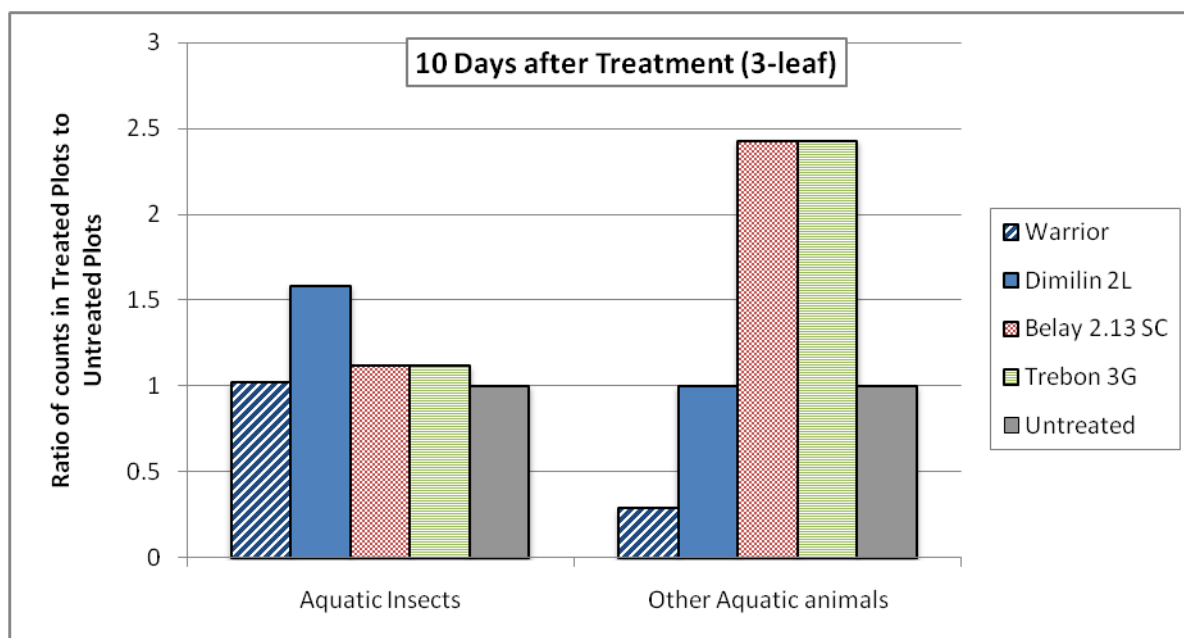 10 Days after Treatment (3-leaf)
Ratio of counts in Treated Plots to
Untreated Plots
3
2.5
2
1.5
1
0.5
0
Aquatic Insects
Other Aquatic animals
Warrior
Dimilin 2L
Belay 2.13 SC
Trebon 3G
Untreated